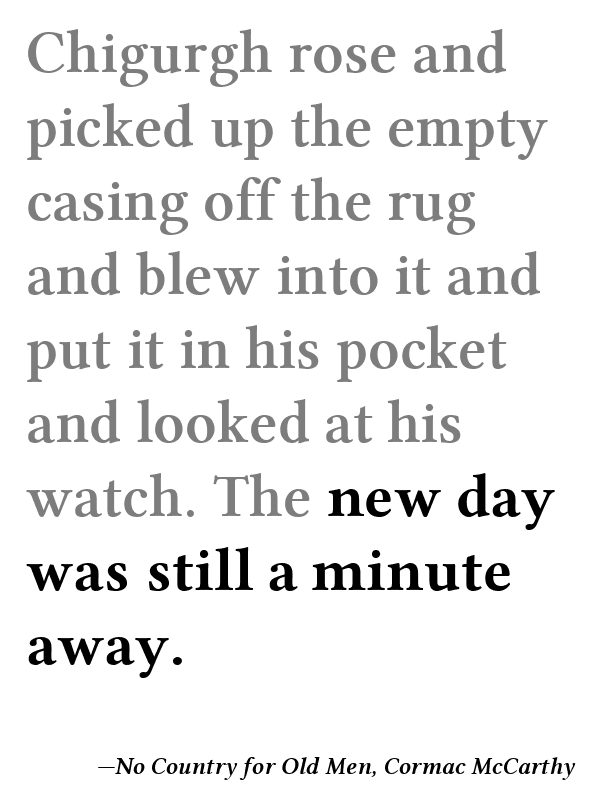 Chigurgh rose and
picked up the empty
casing off the rug
and blew into it and
put it in his pocket
and looked at his
watch. The new day
was still a minute
away.
—No Country for Old Men, Cormac McCarthy